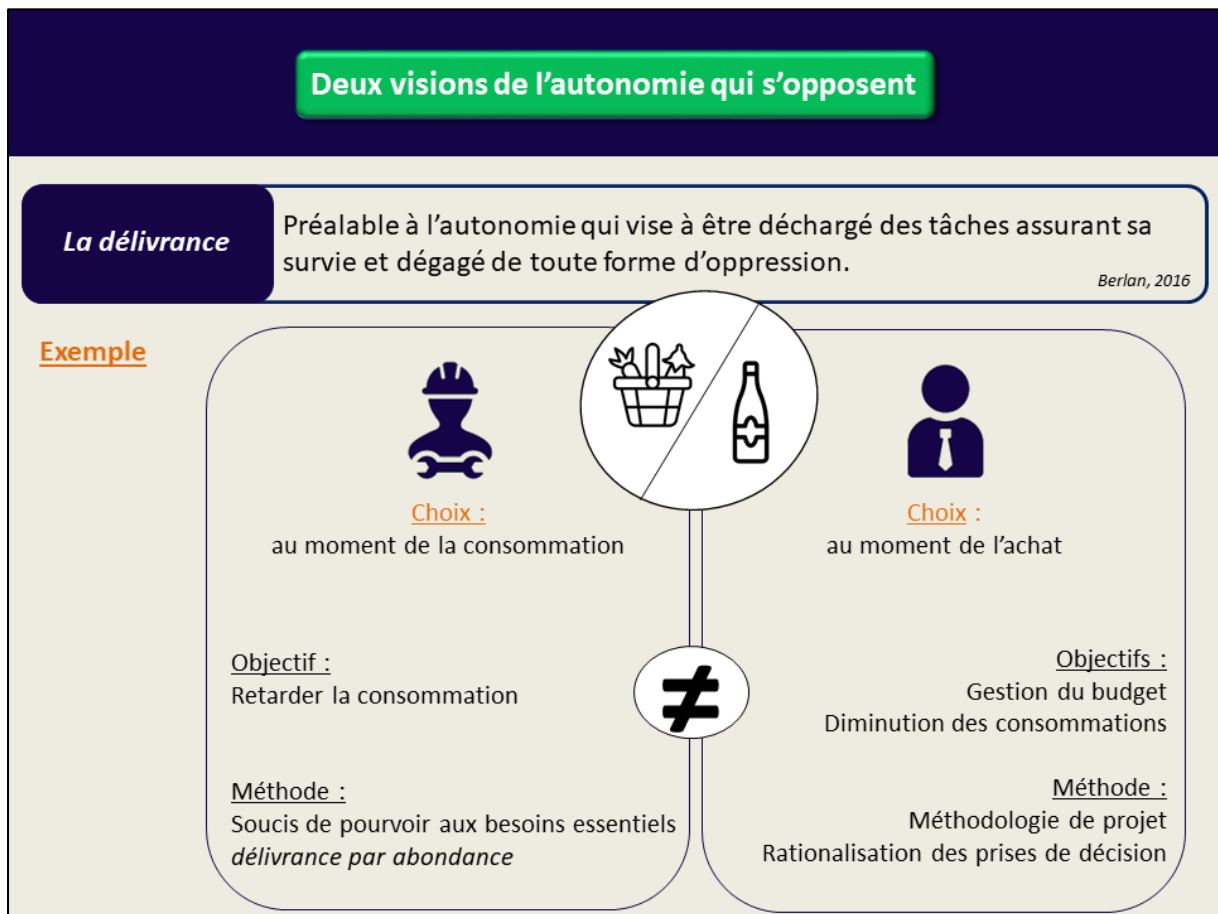 Deux visions de l’autonomie qui s’opposent
La délivrance
Préalable à l’autonomie qui vise à être déchargé des tâches assurant sa
survie et dégagé de toute forme d’oppression.
Berlan, 2016
Exemple
Choix :
au moment de la consommation
Objectif :
Retarder la consommation
Méthode :
Soucis de pourvoir aux besoins essentiels
délivrance par abondance
≠
Choix :
au moment de l’achat
Objectifs :
Gestion du budget
Diminution des consommations
Méthode :
Méthodologie de projet
Rationalisation des prises de décision